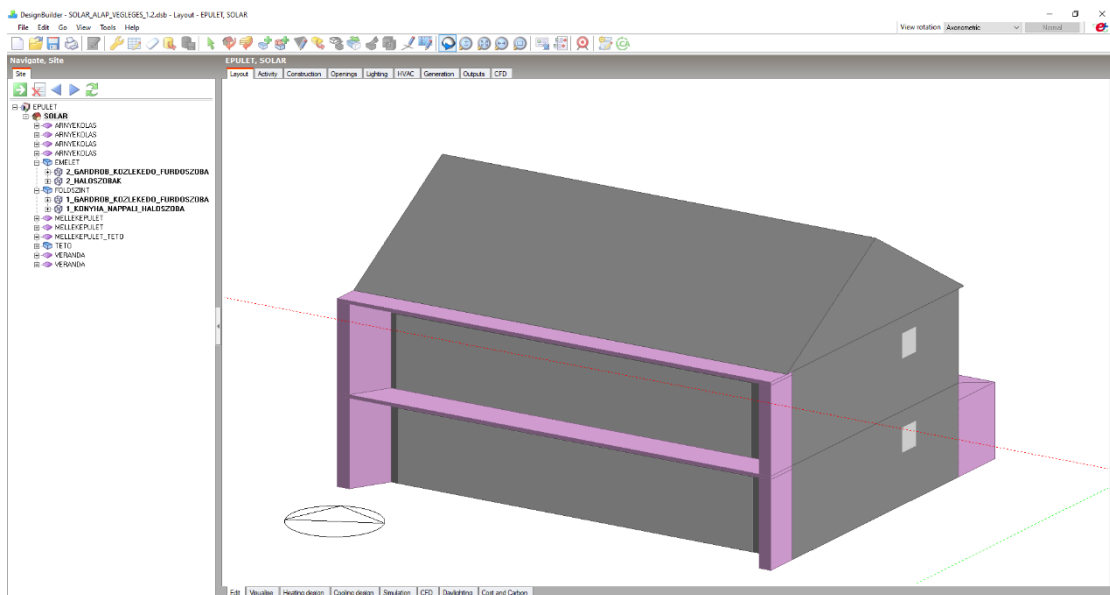 DesignBuilder - SOLAR_ALAP_VEGLEGES_1.2.dsb - Layout - EPULET, SOLAR
File Edit Go View Tools Help
View rotation Axonometric Normal
Navigate, Site
EPULET, SOLAR
Site
Layout Activity Construction Openings Lighting HVAC Generation Outputs CFD
EPULET
SOLAR
ARNYEKOLAS
ARNYEKOLAS
ARNYEKOLAS
ARNYEKOLAS
EMELET
2_GARDROB_KOZLEKEDO_FURDOSZOBA
2_HALOSZOBAK
FOLDSZINT
1_GARDROB_KOZLEKEDO_FURDOSZOBA
1_KONYHA_NAPPALI_HALOSZOBA
MELLEKEPULET
MELLEKEPULET
MELLEKEPULET_TETO
TETO
VERANDA
VERANDA
Edit Visualise Heating design Cooling design Simulation CFD Daylighting Cost and Carbon